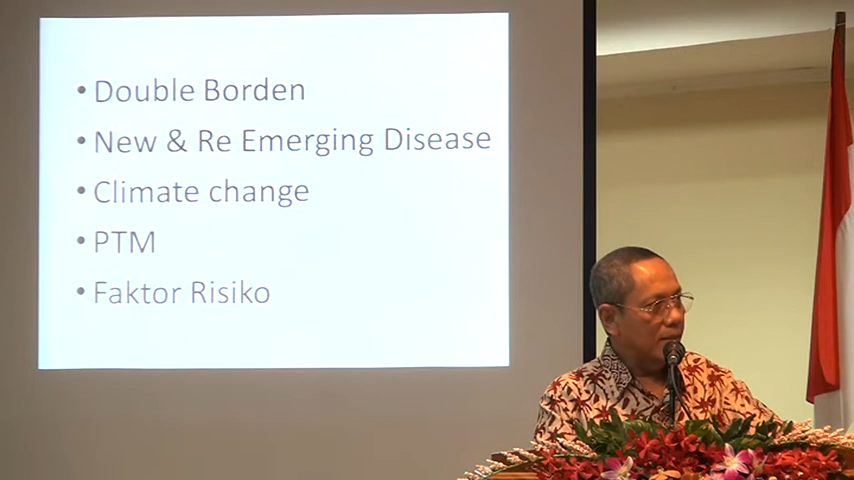 • Double Borden
• New & Re Emerging Disease
• Climate change
• PTM
• Faktor Risiko